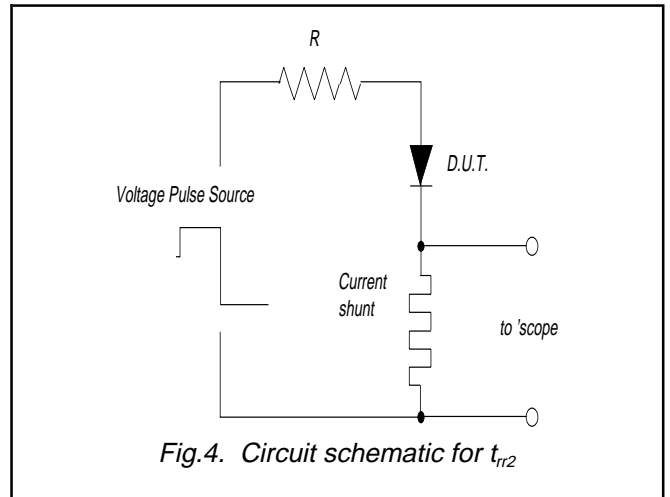 R
D.U.T.
Voltage Pulse Source
Current
shunt
to 'scope
Fig.4. Circuit schematic for trr2